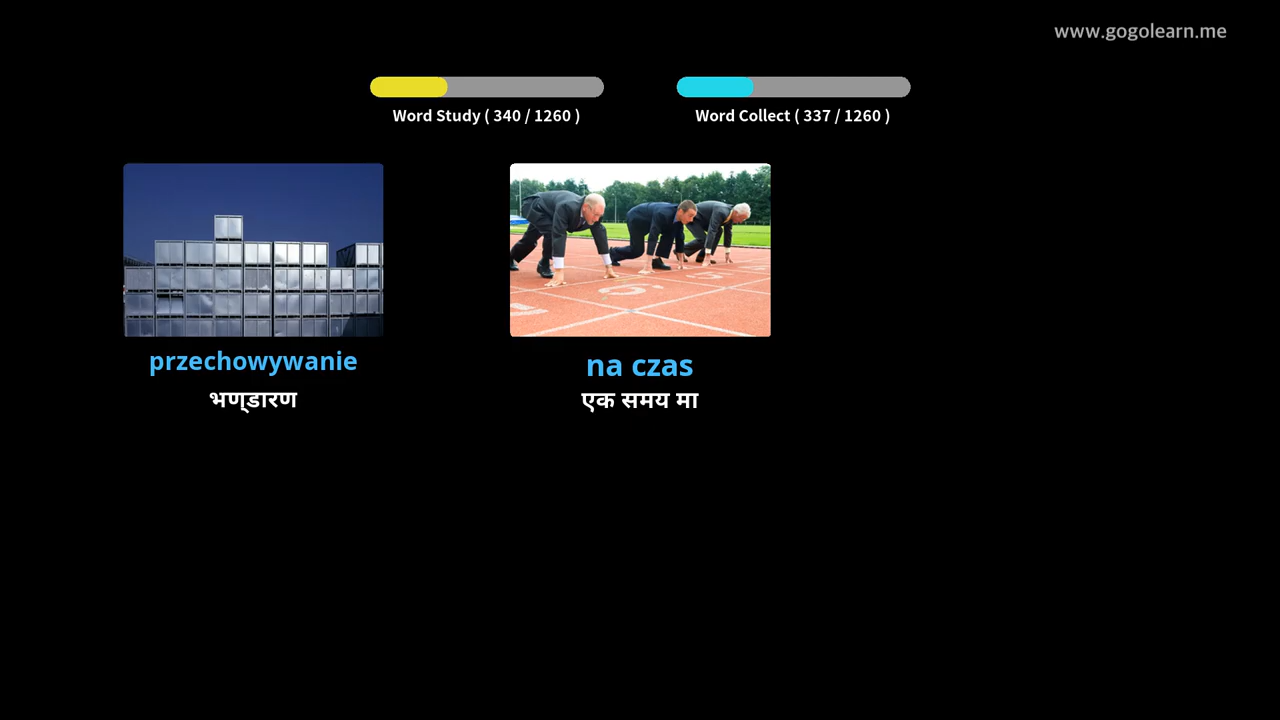 www.gogolearn.me
Word Study ( 340 / 1260 )
Word Collect ( 337 / 1260 )
przechowywanie
भण्डारण
na czas
एक समय मा